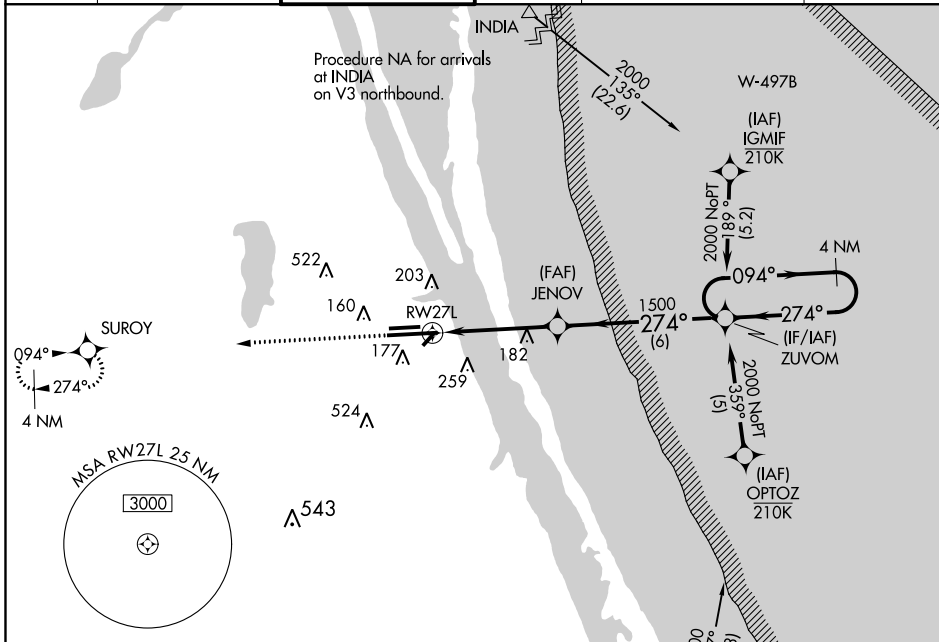 INDIA
Procedure NA for arrivals
at INDIA
on V3 northbound.
2000
135°
(22.6)
W-497B
(IAF)
IGMIF
210K
2000 NoPT
189°
(5.2)
4 NM
094°
522
203
(FAF)
JENOV
160
RW27L
1500
274°
(6)
274°
(IF/IAF)
ZUVOM
SUROY
094°
274°
4 NM
177
259
182
524
2000 NoPT
359°
(5)
(IAF)
OPTOZ
210K
MSA RW27L 25 NM
3000
543